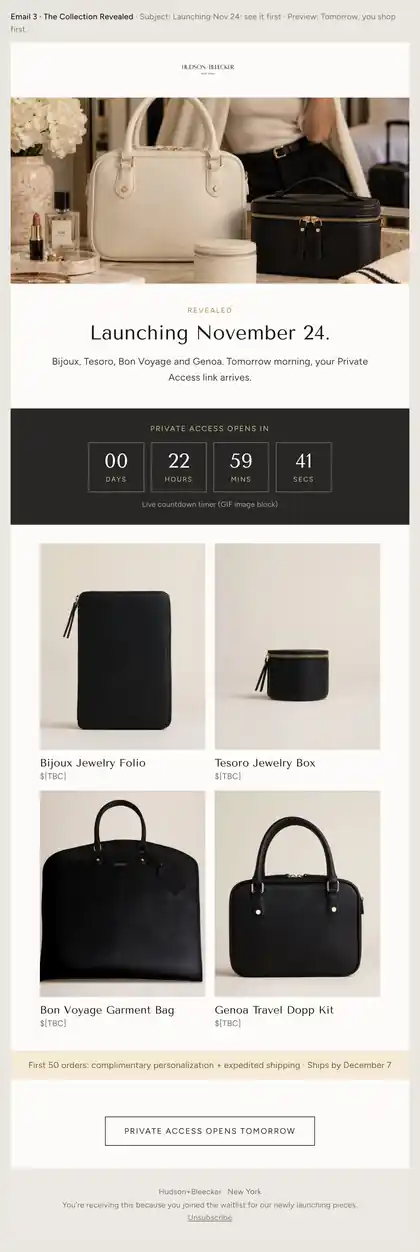 Email 3 · The Collection Revealed · Subject: Launching Nov 24: see it first · Preview: Tomorrow, you shop
first.
HUDSON+BLEECKER
REVEALED
Launching November 24.
Bijoux, Tesoro, Bon Voyage and Genoa. Tomorrow morning, your Private
Access link arrives.
PRIVATE ACCESS OPENS IN
00 22 59 41
DAYS HOURS MINS SECS
Live countdown timer (GIF image block)
Bijoux Jewelry Folio
$[TBC]
Tesoro Jewelry Box
$[TBC]
Bon Voyage Garment Bag
$[TBC]
Genoa Travel Dopp Kit
$[TBC]
First 50 orders: complimentary personalization + expedited shipping · Ships by December 7
PRIVATE ACCESS OPENS TOMORROW
Hudson+Bleecker · New York
You're receiving this because you joined the waitlist for our newly launching pieces.
Unsubscribe